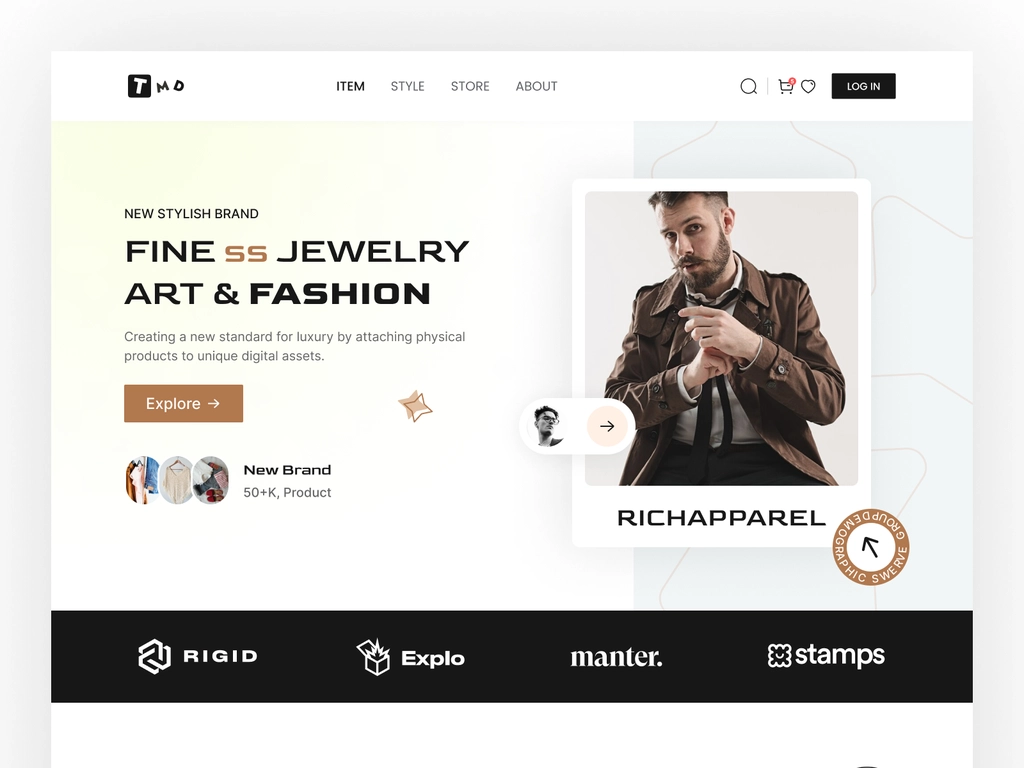 TMD
ITEM STYLE STORE ABOUT
LOG IN
NEW STYLISH BRAND
FINE ss JEWELRY
ART & FASHION
Creating a new standard for luxury by attaching physical
products to unique digital assets.
Explore →
New Brand
50+K, Product
RICHAPPAREL
DEMOGRAPHIC SWERVE GROUP
RIGID
Explo
manter.
stamps